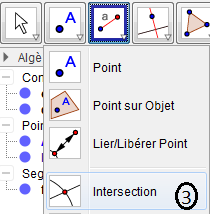 A
a
Algè
Con
Poin
Seg
A Point
A Point sur Objet
Lier/Libérer Point
Intersection 3